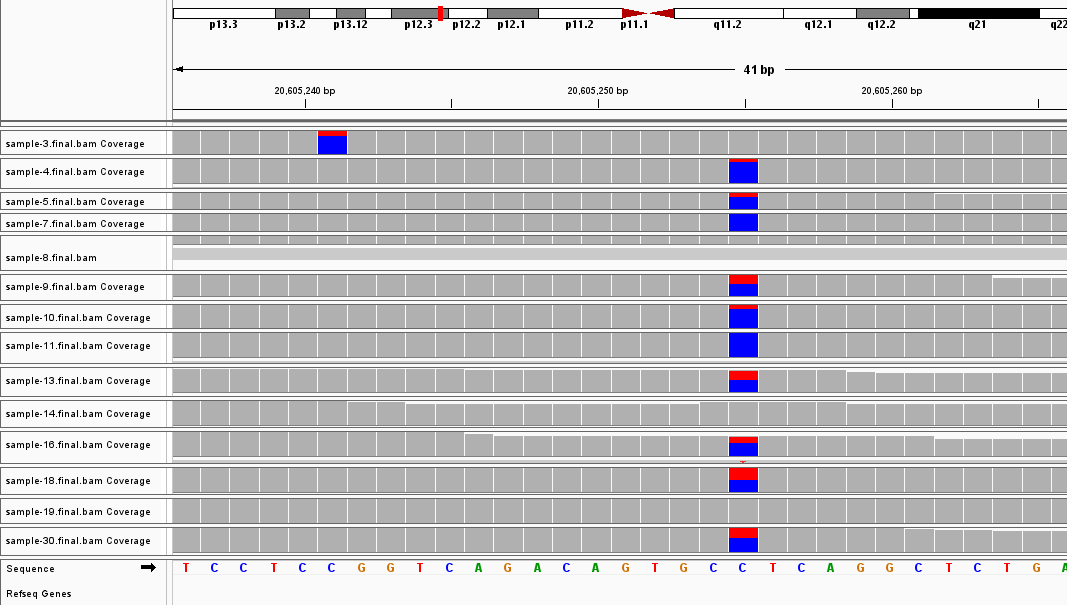 p13.3 p13.2 p13.12 p12.3 p12.2 p12.1 p11.2 p11.1 q11.2 q12.1 q12.2 q21 q22
41 bp
20,605,240 bp 20,605,250 bp 20,605,260 bp
sample-3.final.bam Coverage
sample-4.final.bam Coverage
sample-5.final.bam Coverage
sample-7.final.bam Coverage
sample-8.final.bam
sample-9.final.bam Coverage
sample-10.final.bam Coverage
sample-11.final.bam Coverage
sample-13.final.bam Coverage
sample-14.final.bam Coverage
sample-16.final.bam Coverage
sample-18.final.bam Coverage
sample-19.final.bam Coverage
sample-30.final.bam Coverage
Sequence T C C T C C G G T C A G A C A G T G C C T C A G G C T C T G A
Refseq Genes